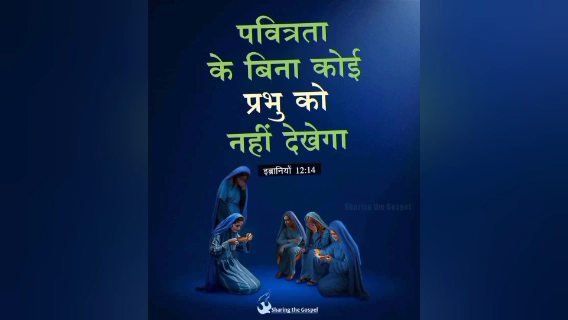 पवित्रता
के बिना कोई
प्रभु को
नहीं देखेगा
इब्रानियों 12:14
Sharing the Gospel
Sharing the Gospel